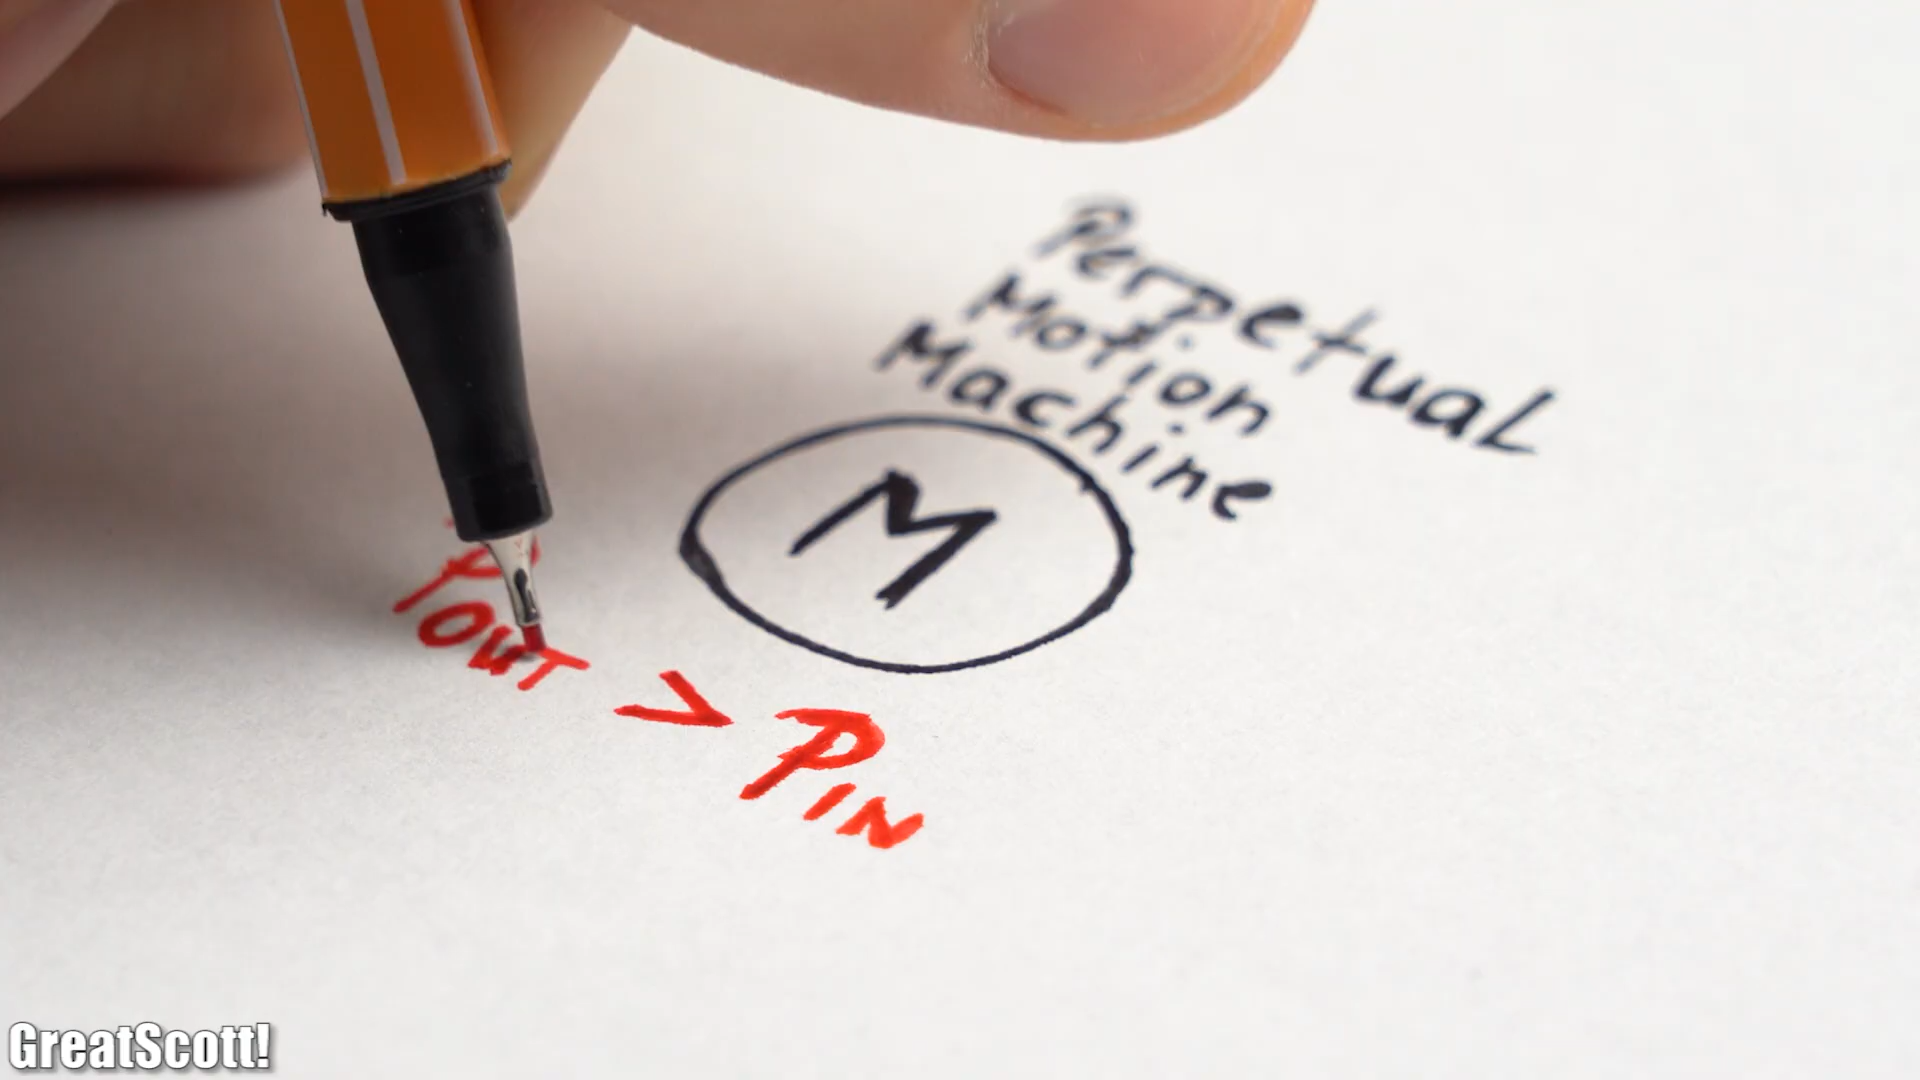 Perpetual
Motion
Machine
M
POUT > PIN
GreatScott!